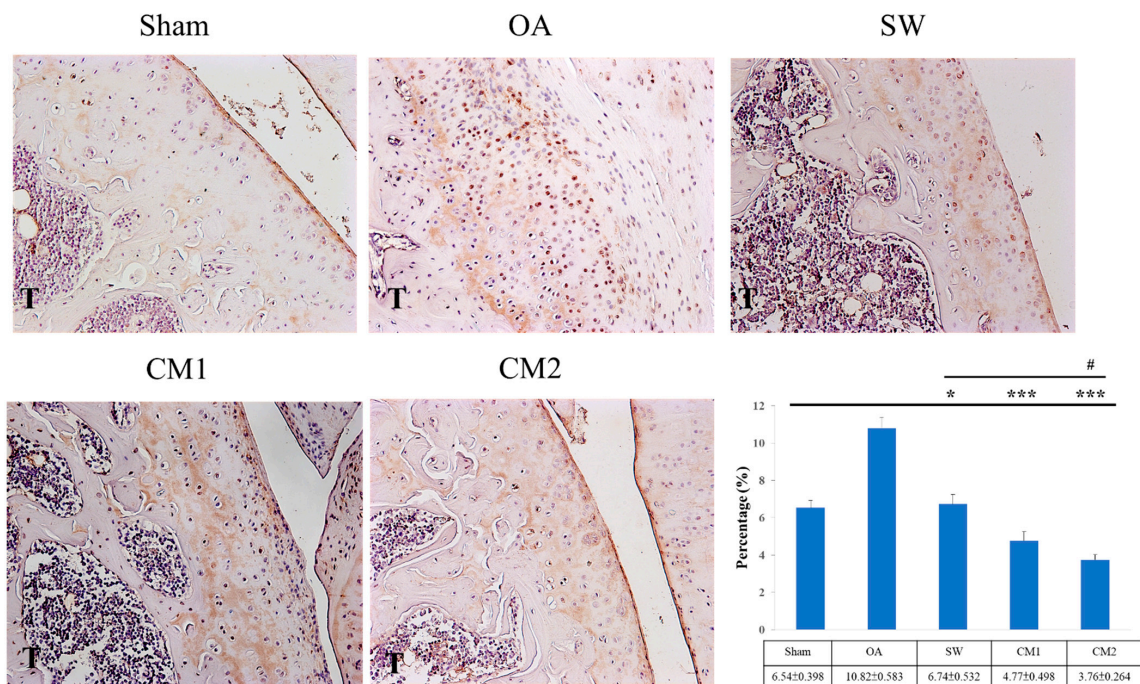 Sham OA SW
T T T
CM1 CM2
T T
#
* *** ***
Percentage (%)
12
10
8
6
4
2
0
Sham OA SW CM1 CM2
6.54±0.398 10.82±0.583 6.74±0.532 4.77±0.498 3.76±0.264